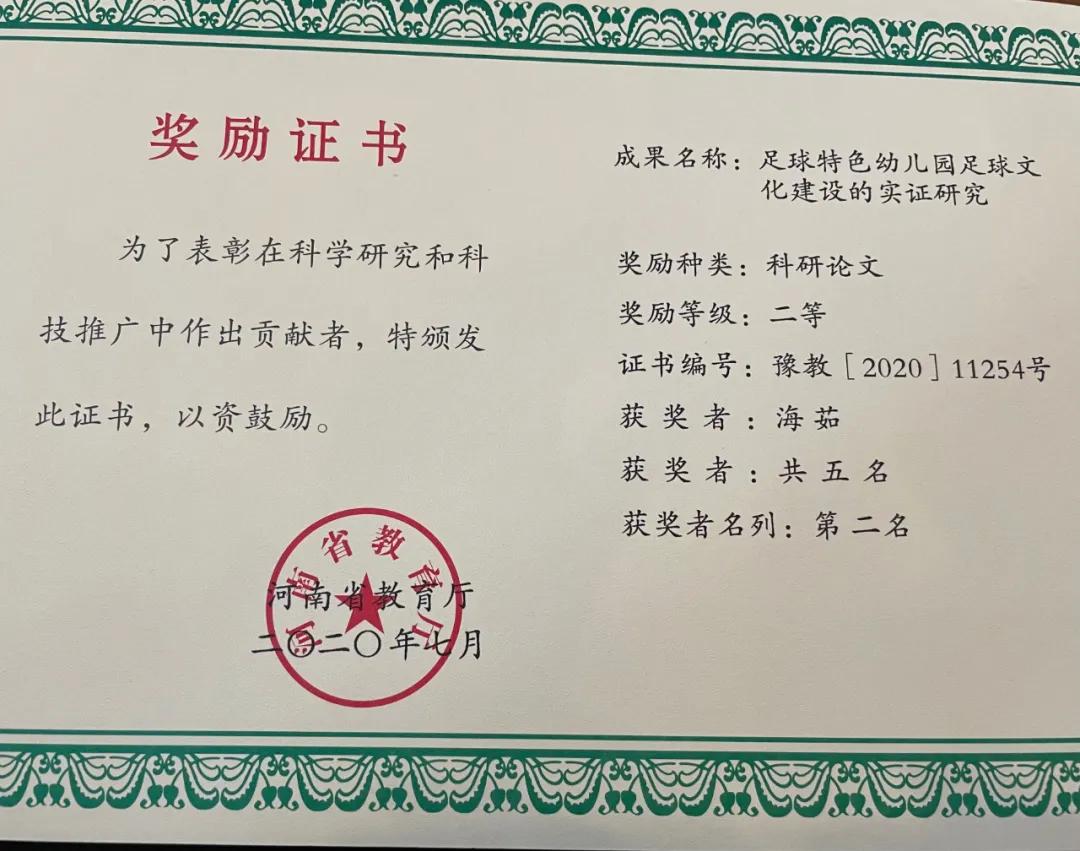 奖励证书
为了表彰在科学研究和科
技推广中作出贡献者，特颁发
此证书，以资鼓励。
河南省教育厅
河南省教育厅
二〇二〇年七月
成果名称：足球特色幼儿园足球文
化建设的实证研究
奖励种类：科研论文
奖励等级：二等
证书编号：豫教［2020］11254号
获奖者：海茹
获奖者：共五名
获奖者名列：第二名